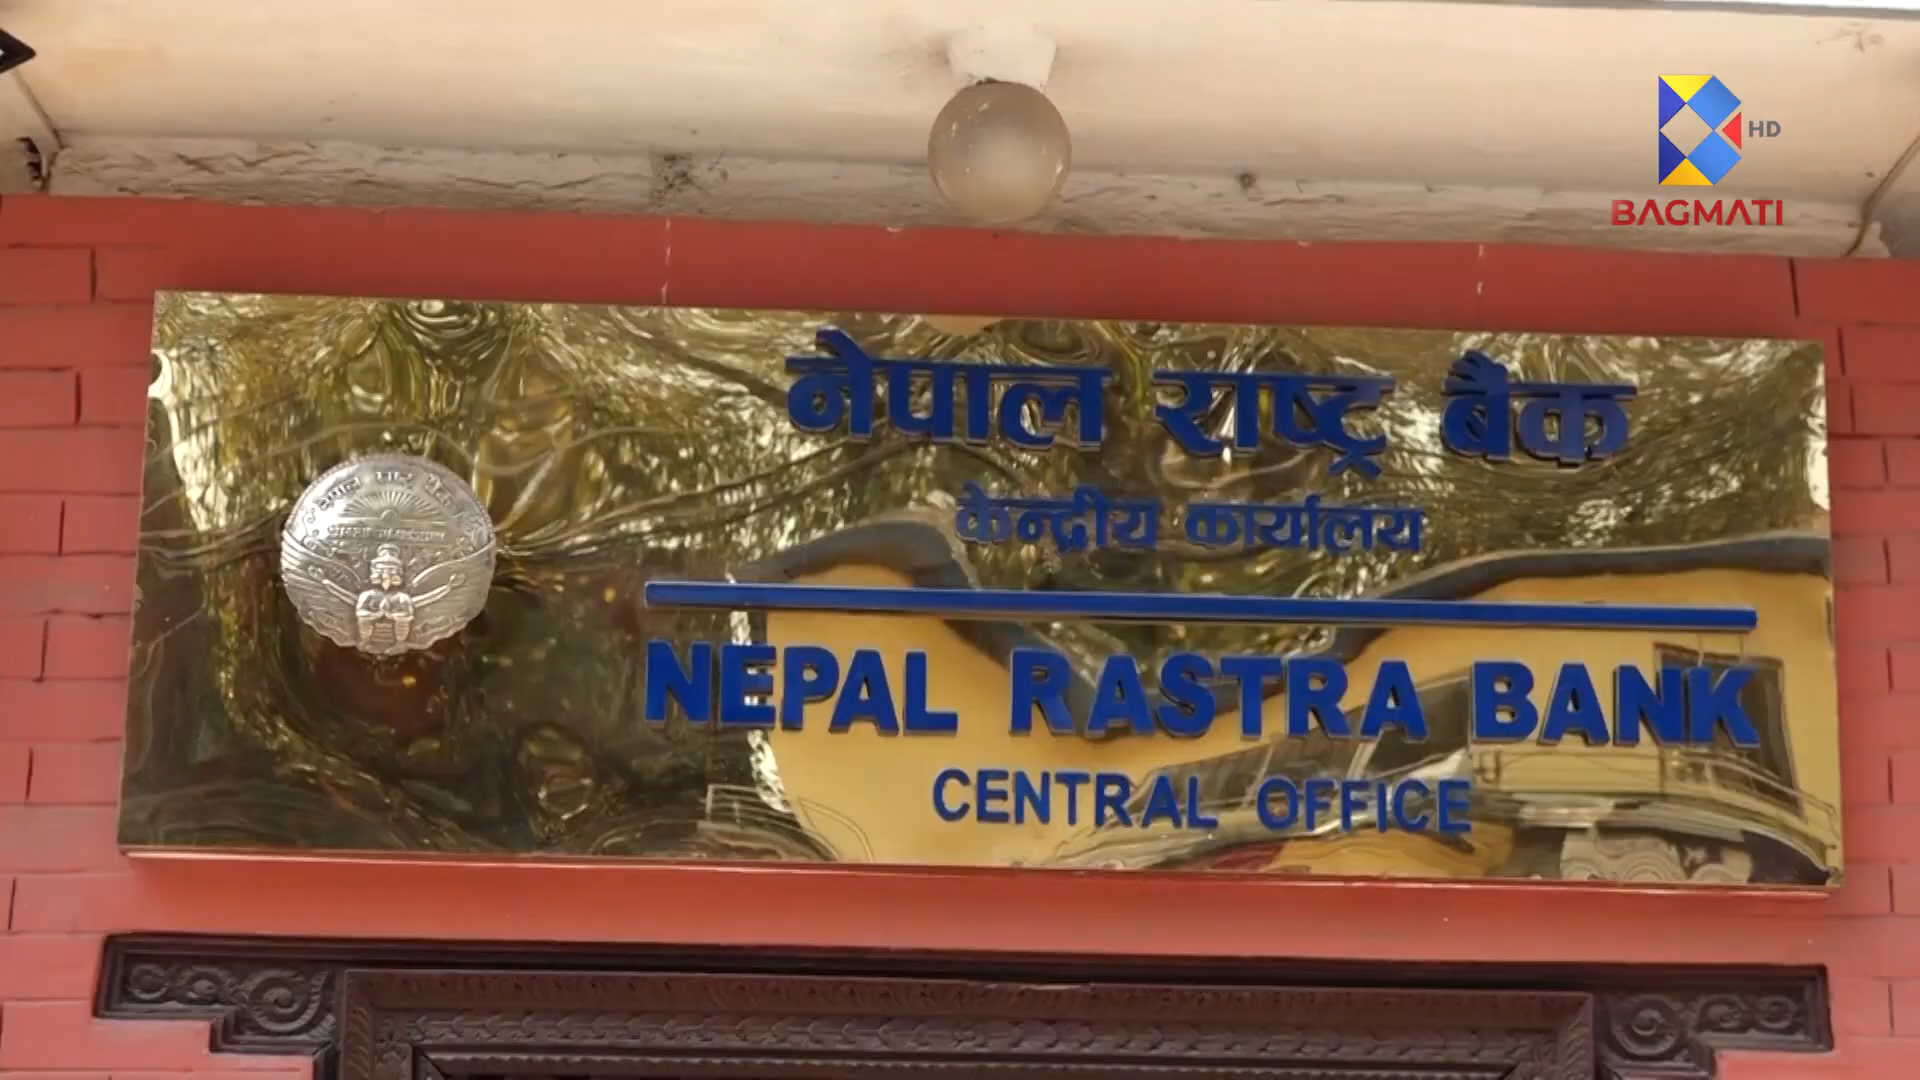 HD
BAGMATI
नेपाल राष्ट्र बैंक
केन्द्रीय कार्यालय
NEPAL RASTRA BANK
CENTRAL OFFICE